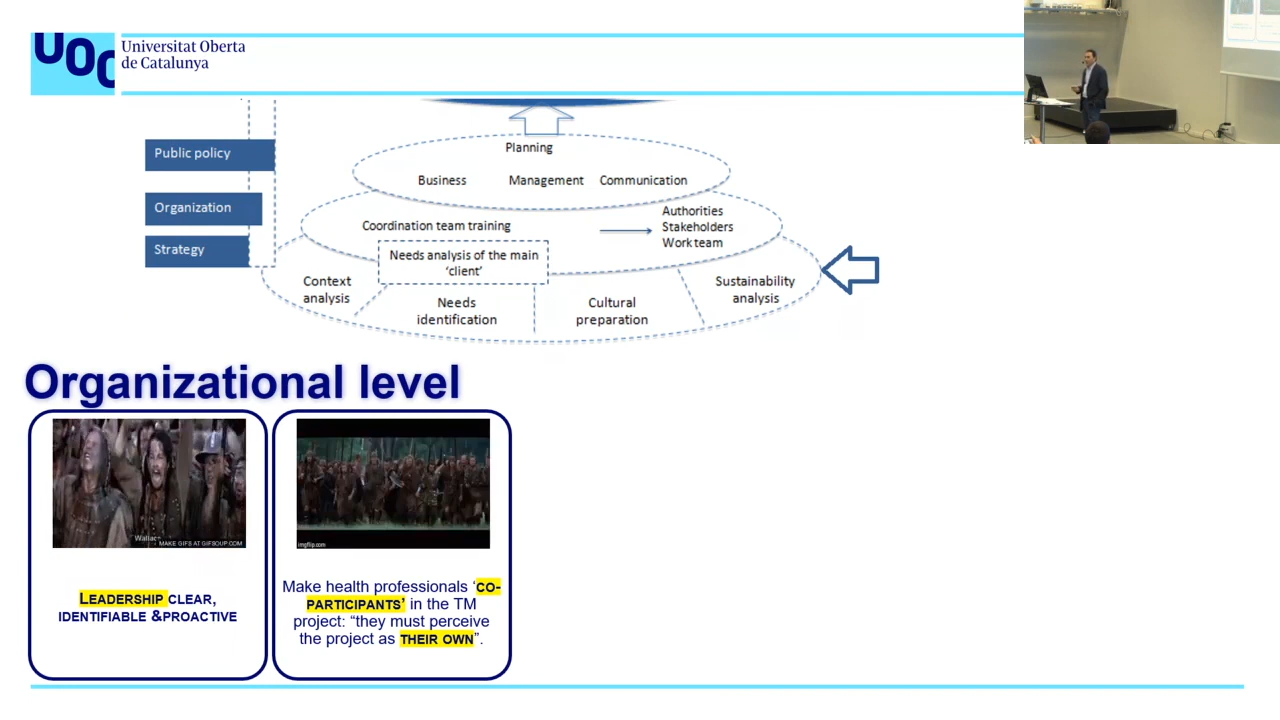 UOC
Universitat Oberta
de Catalunya
Public policy
Organization
Strategy
Planning
Business Management Communication
Coordination team training
Authorities
Stakeholders
Work team
Needs analysis of the main
‘client’
Context
analysis
Needs
identification
Cultural
preparation
Sustainability
analysis
Organizational level
Wallace
MAKE GIFS AT GIFSOUP.COM
LEADERSHIP CLEAR,
IDENTIFIABLE &PROACTIVE
imgflip.com
Make health professionals ‘CO-
PARTICIPANTS’ in the TM
project: “they must perceive
the project as THEIR OWN”.